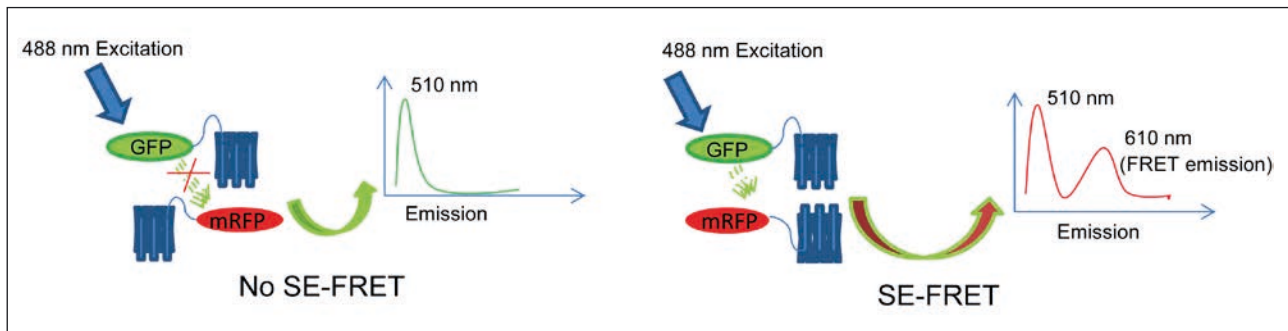 488 nm Excitation
GFP
mRFP
510 nm
Emission
No SE-FRET
488 nm Excitation
GFP
mRFP
510 nm
610 nm
(FRET emission)
Emission
SE-FRET